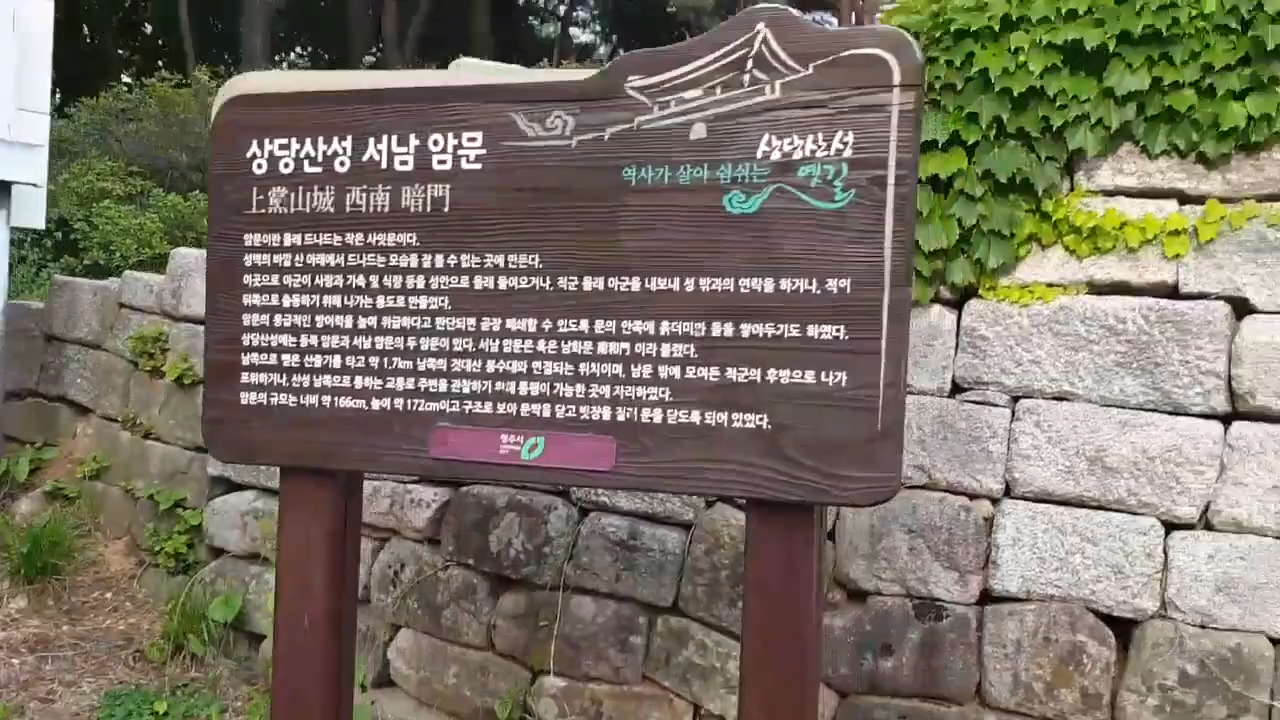 상당산성 서남 암문
上黨山城 西南 暗門
역사가 살아 쉼쉬는
상당산성
옛길
암문이란 몰래 드나드는 작은 사잇문이다.
성벽의 바깥 산 아래에서 드나드는 모습을 잘 볼 수 없는 곳에 만든다.
이곳으로 아군이 사람과 가축 및 식량 등을 성안으로 몰래 들여오거나, 적군 몰래 아군을 내보내 성 밖과의 연락을 하거나, 적이
뒤쪽으로 출동하기 위해 나가는 용도로 만들었다.
암문의 응급적인 방어력을 높여 위급하다고 판단되면 곧장 폐쇄할 수 있도록 문의 안쪽에 흙더미와 돌을 쌓아두기도 하였다.
상당산성에는 동북 암문과 서남 암문의 두 암문이 있다. 서남 암문은 혹은 남화문 南和門 이라 불렸다.
남쪽으로 뻗은 산줄기를 타고 약 1.7km 남쪽의 것대산 봉수대와 연결되는 위치이며, 남문 밖에 모여든 적군의 후방으로 나가
포위하거나, 산성 남쪽으로 통하는 교통로 주변을 관찰하기 위해 통행이 가능한 곳에 자리하였다.
암문의 규모는 너비 약 166cm, 높이 약 172cm이고 구조로 보아 문짝을 닫고 빗장을 질러 문을 닫도록 되어 있었다.
청주시